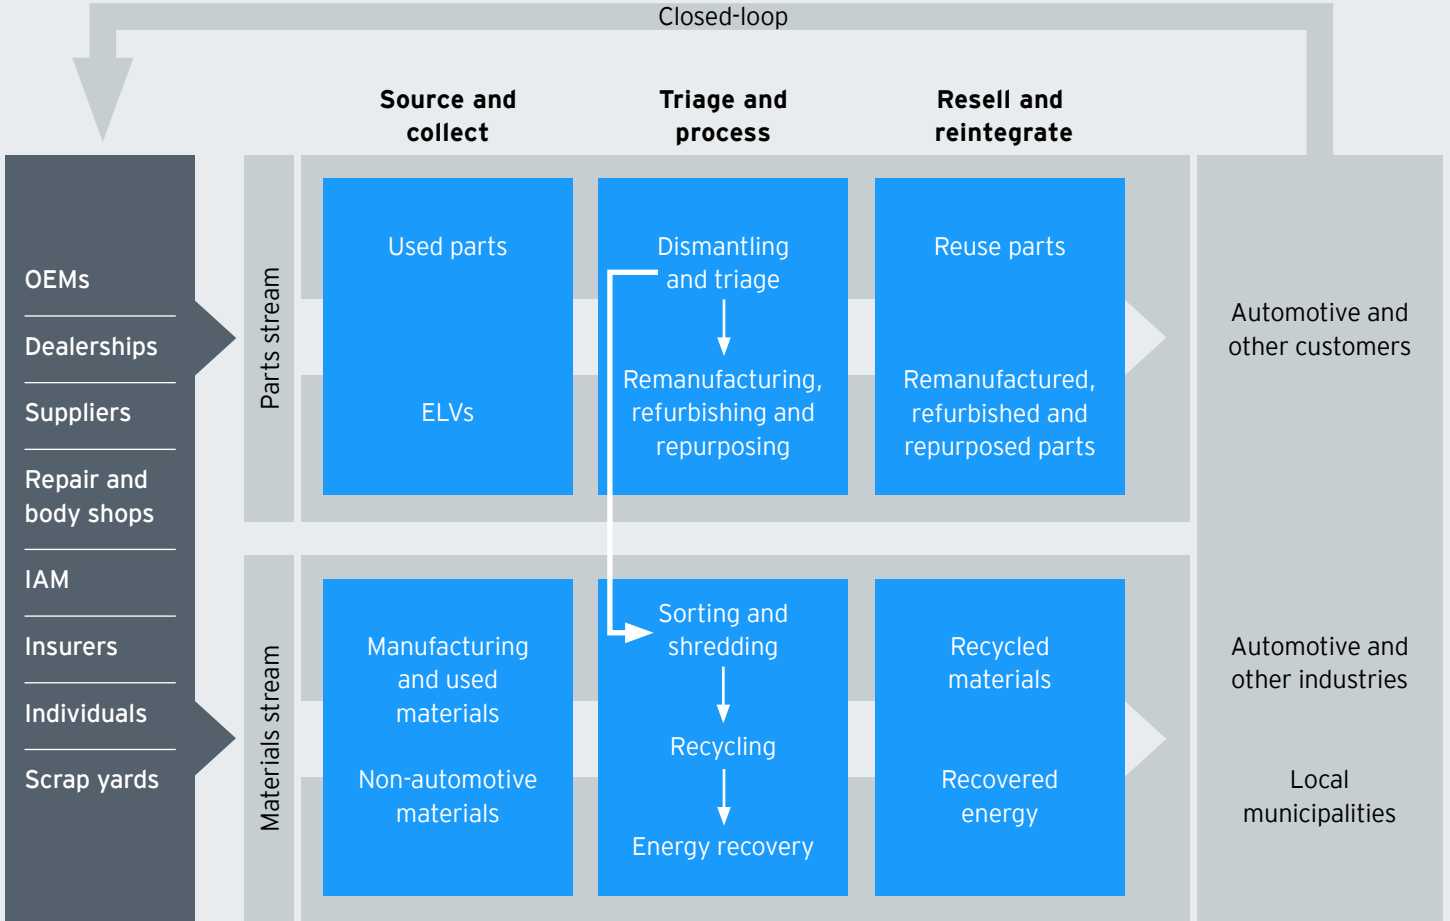 Closed-loop
Source and
collect
Triage and
process
Resell and
reintegrate
OEMs
Dealerships
Suppliers
Repair and
body shops
IAM
Insurers
Individuals
Scrap yards
Parts stream
Used parts
ELVs
Dismantling
and triage
Remanufacturing,
refurbishing and
repurposing
Reuse parts
Remanufactured,
refurbished and
repurposed parts
Automotive and
other customers
Materials stream
Manufacturing
and used
materials
Non-automotive
materials
Sorting and
shredding
Recycling
Energy recovery
Recycled
materials
Recovered
energy
Automotive and
other industries
Local
municipalities